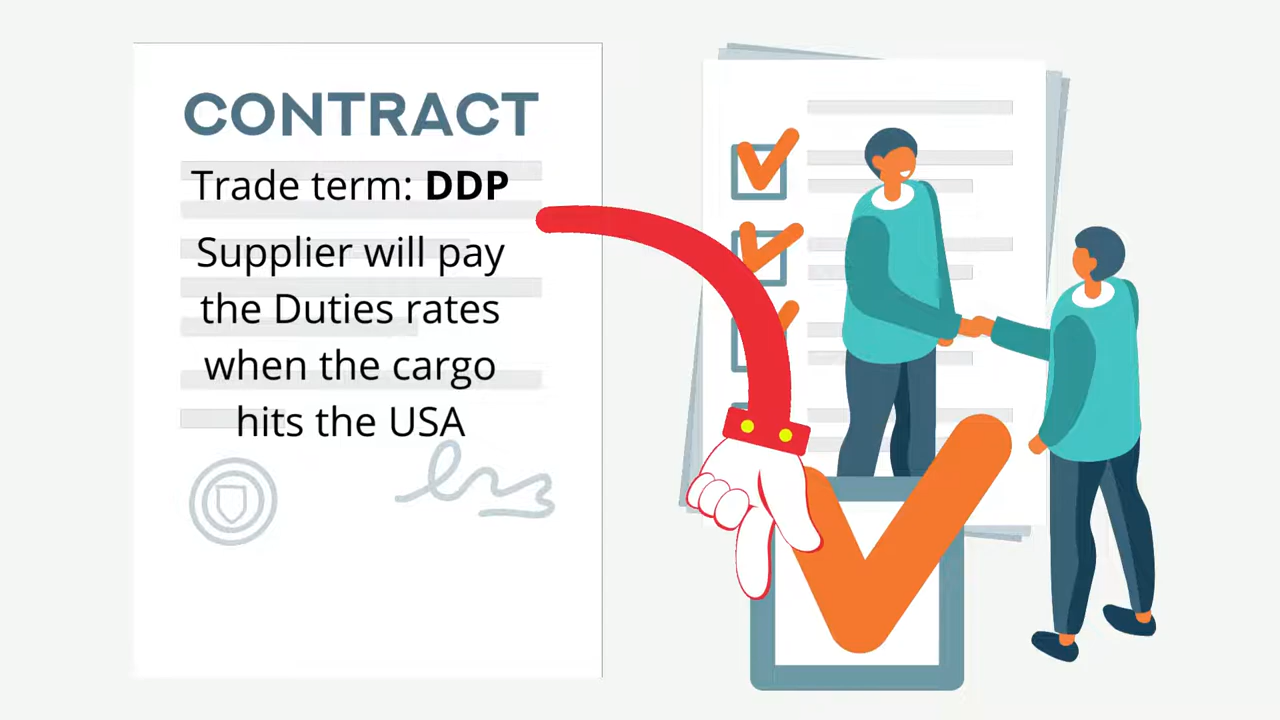 CONTRACT
Trade term: DDP
Supplier will pay
the Duties rates
when the cargo
hits the USA